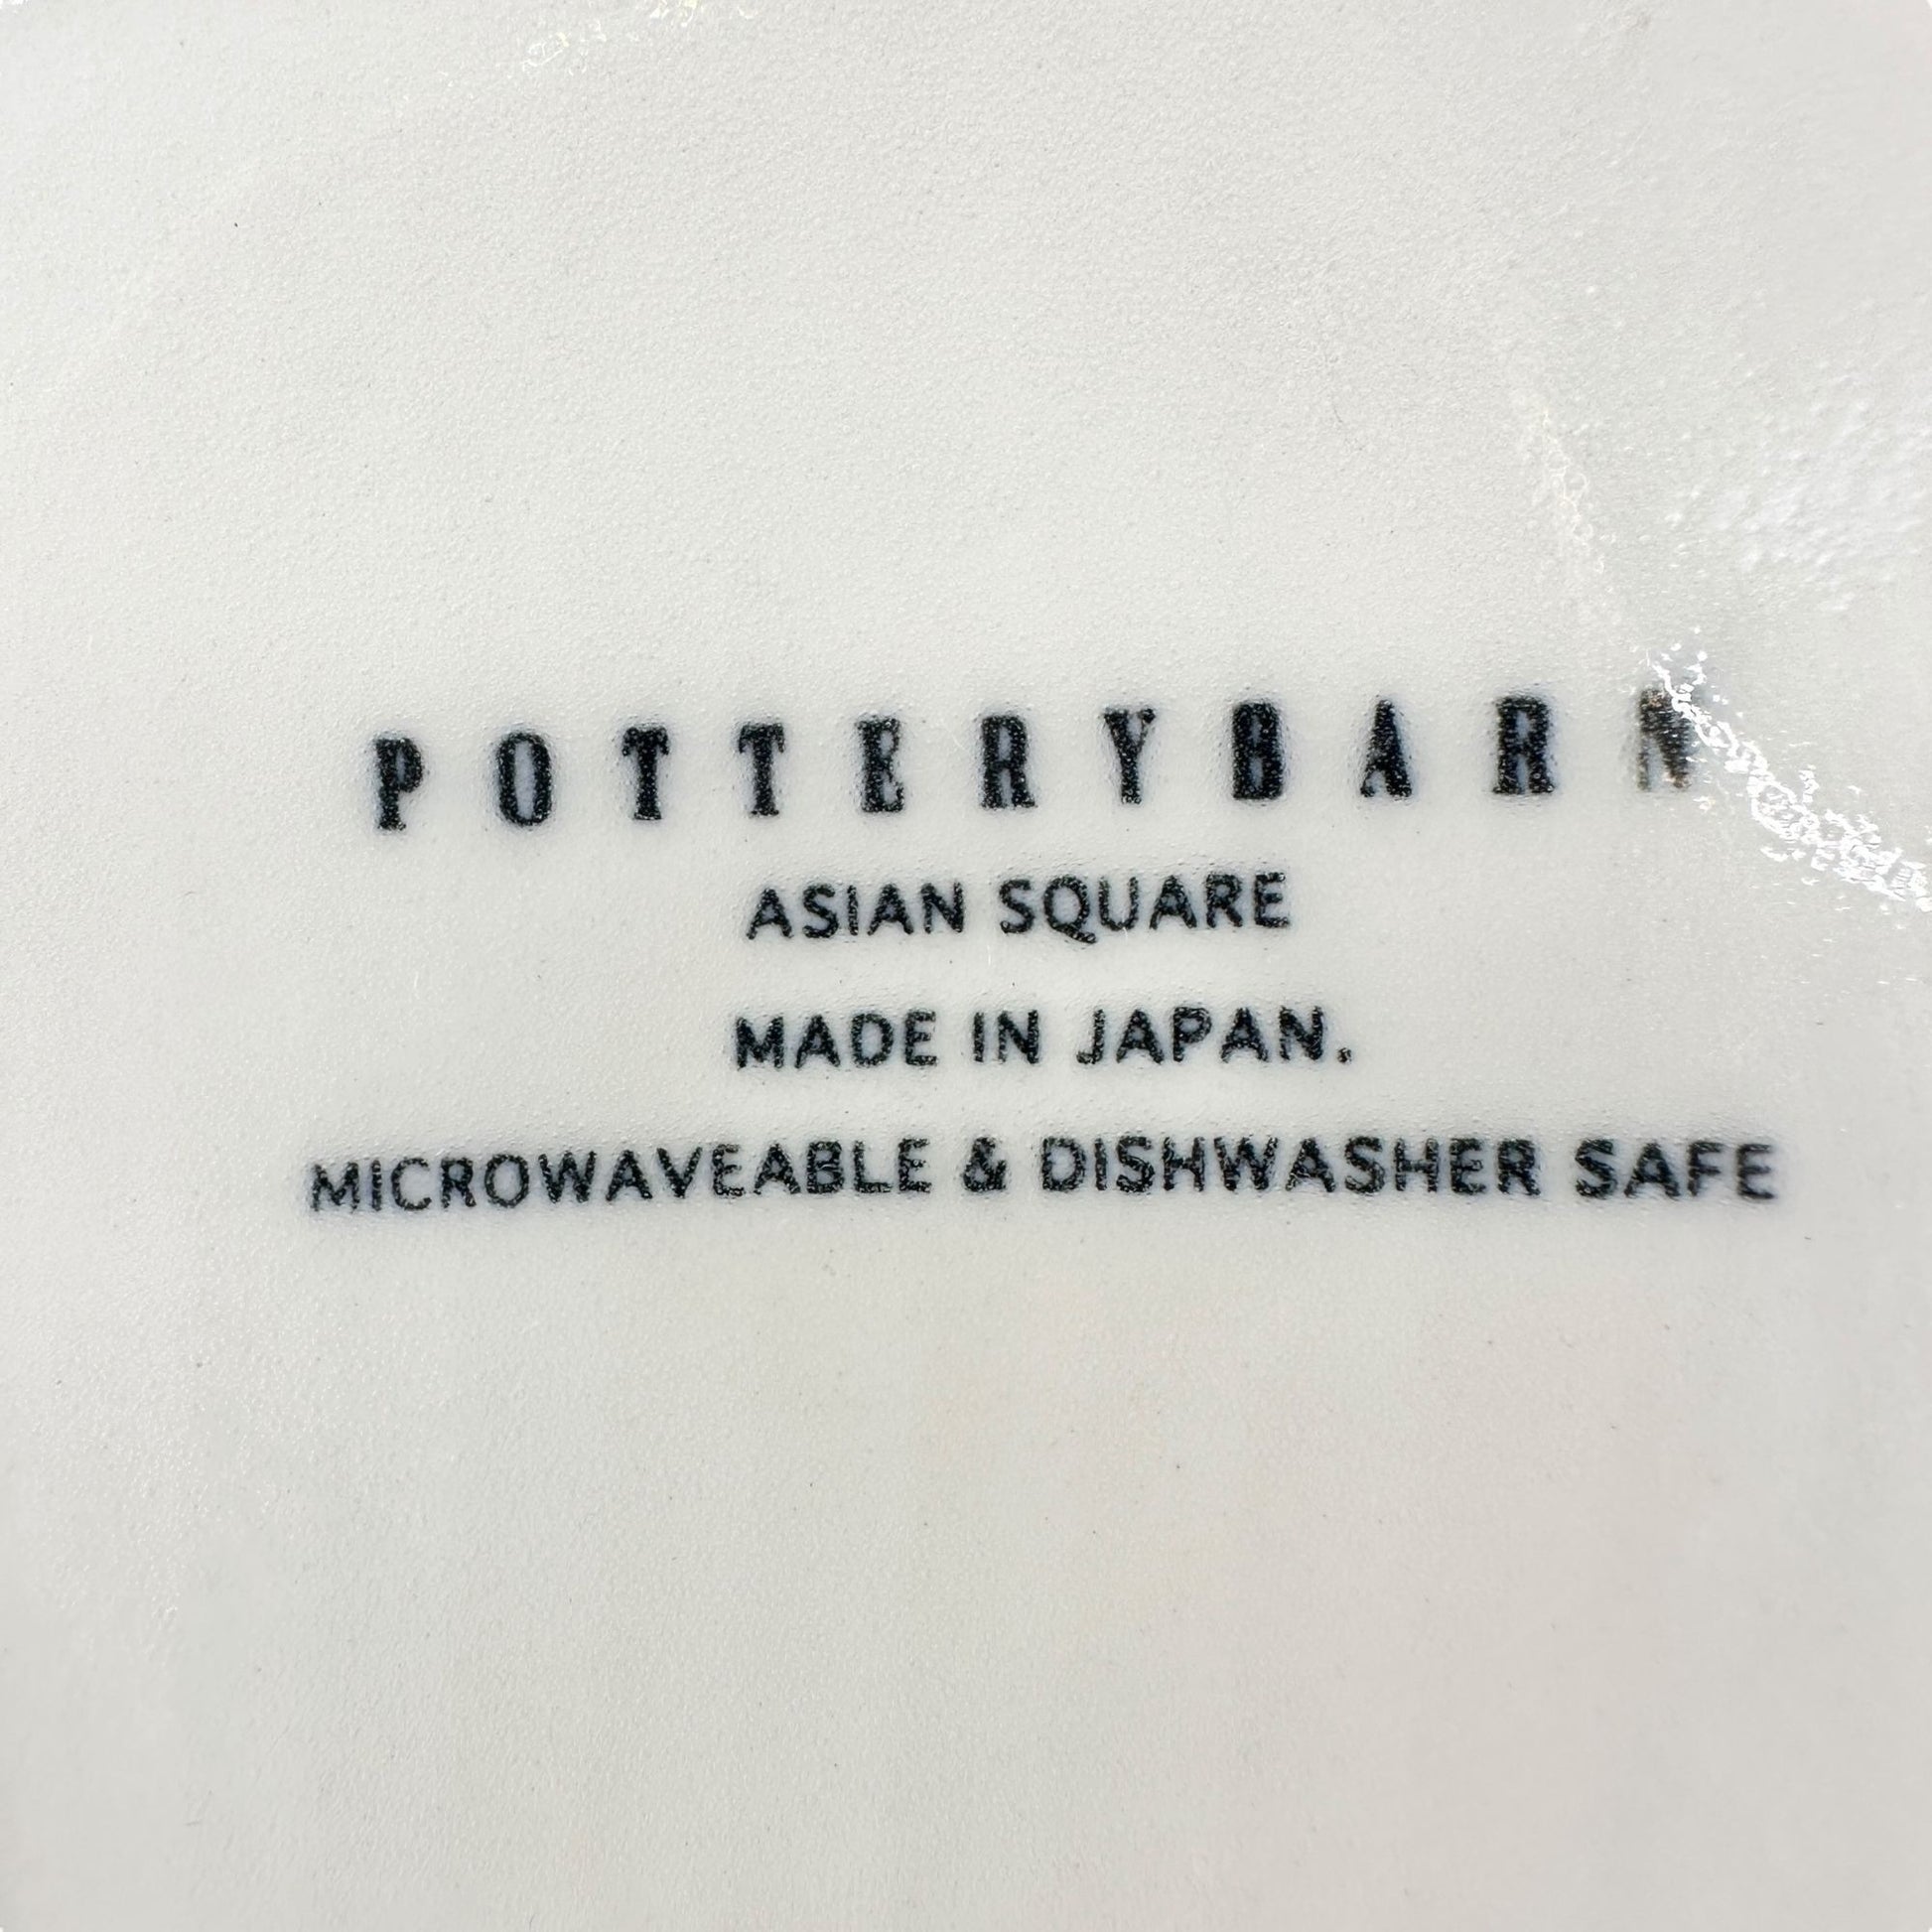 POTTERYBARN
ASIAN SQUARE
MADE IN JAPAN.
MICROWAVEABLE & DISHWASHER SAFE